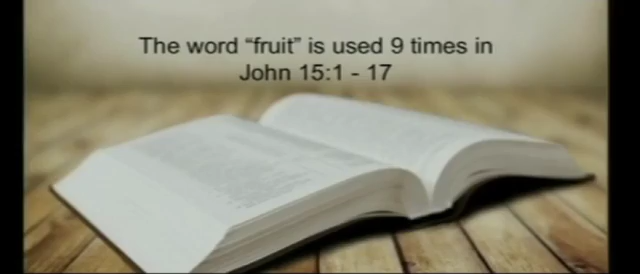 The word “fruit” is used 9 times in
John 15:1 - 17